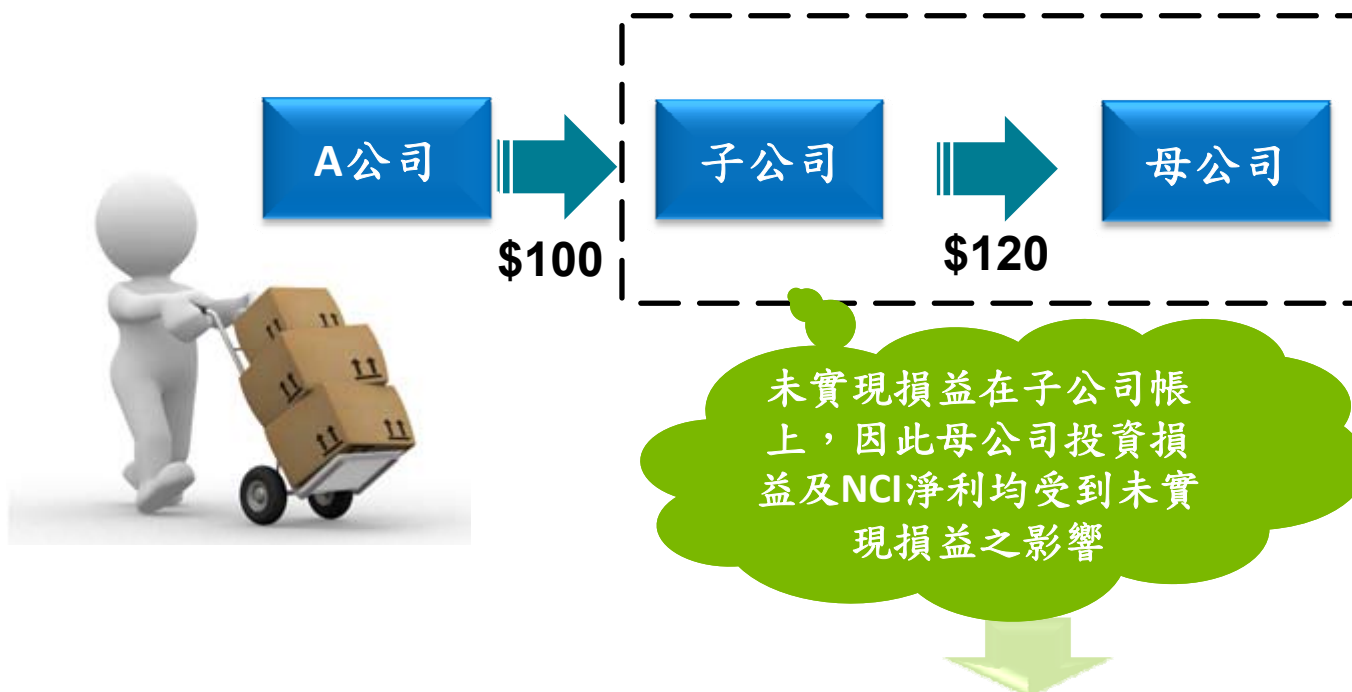 A公司
子公司
母公司
$100
$120
未實現損益在子公司帳
上,因此母公司投資損
益及NCI淨利均受到未實
現損益之影響